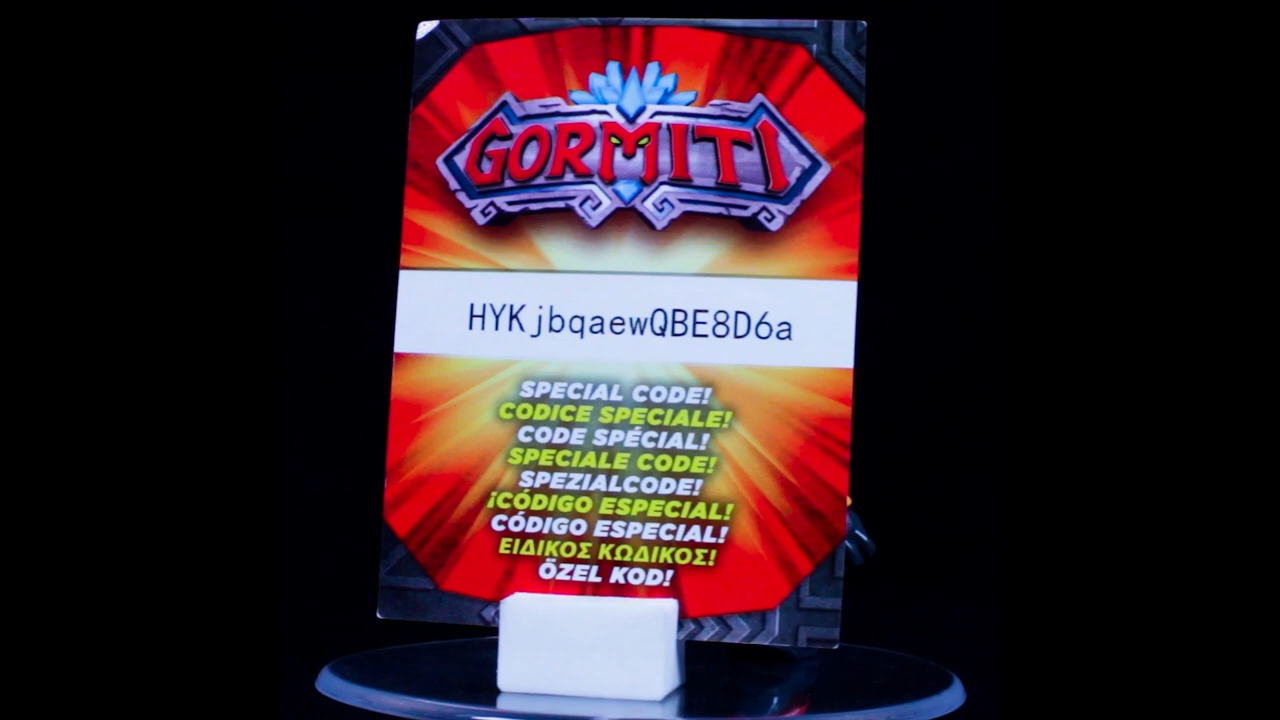 GORMITI
HYKjbqaewQBE8D6a
SPECIAL CODE!
CODICE SPECIALE!
CODE SPÉCIAL!
SPECIALE CODE!
SPEZIALCODE!
¡CÓDIGO ESPECIAL!
CÓDIGO ESPECIAL!
ΕΙΔΙΚΟΣ ΚΩΔΙΚΟΣ!
ÖZEL KOD!